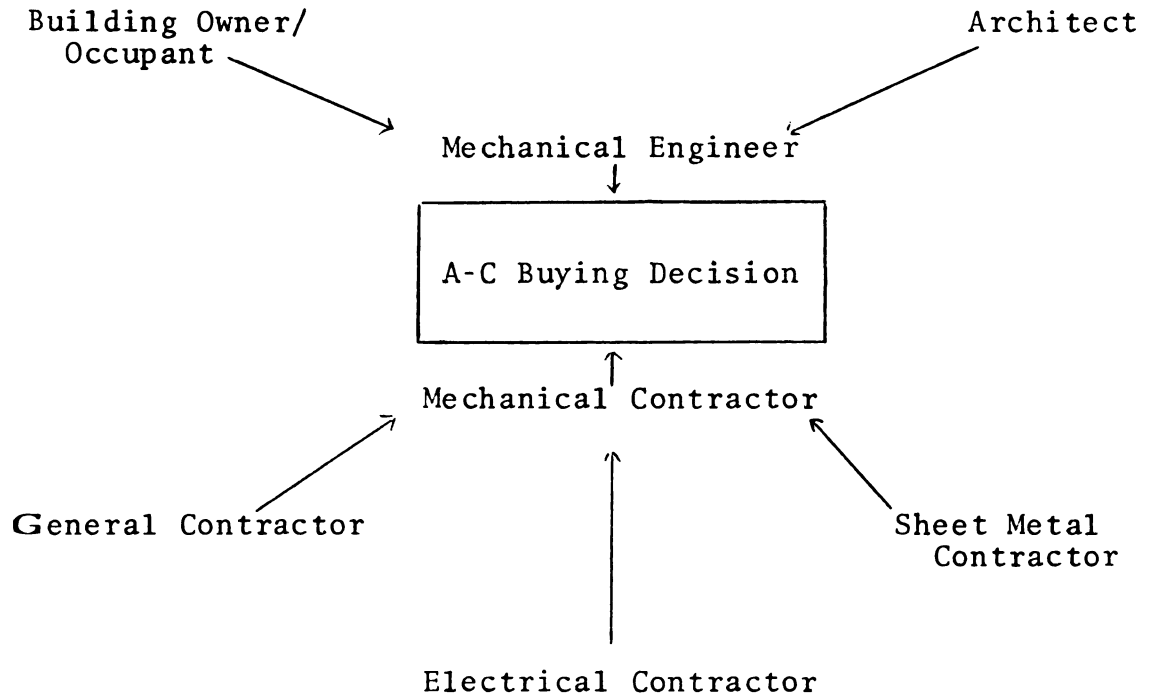 Building Owner/
Occupant
Architect
Mechanical Engineer
A-C Buying Decision
Mechanical Contractor
General Contractor
Sheet Metal
Contractor
Electrical Contractor